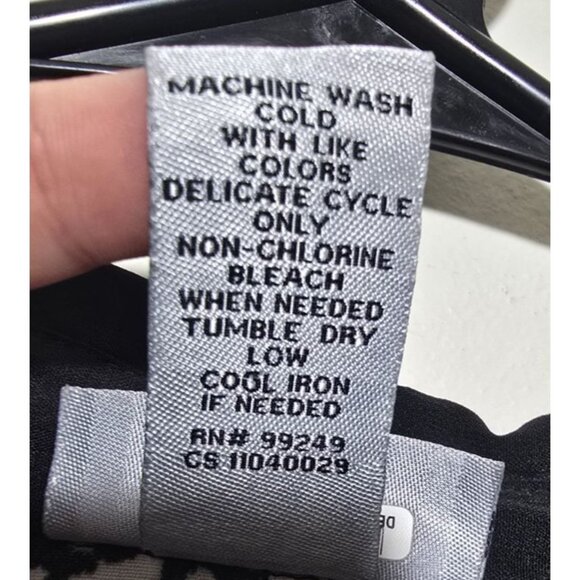 MACHINE WASH
COLD
WITH LIKE
COLORS
DELICATE CYCLE
ONLY
NON-CHLORINE
BLEACH
WHEN NEEDED
TUMBLE DRY
LOW
COOL IRON
IF NEEDED
RN# 99249
CS 11040029